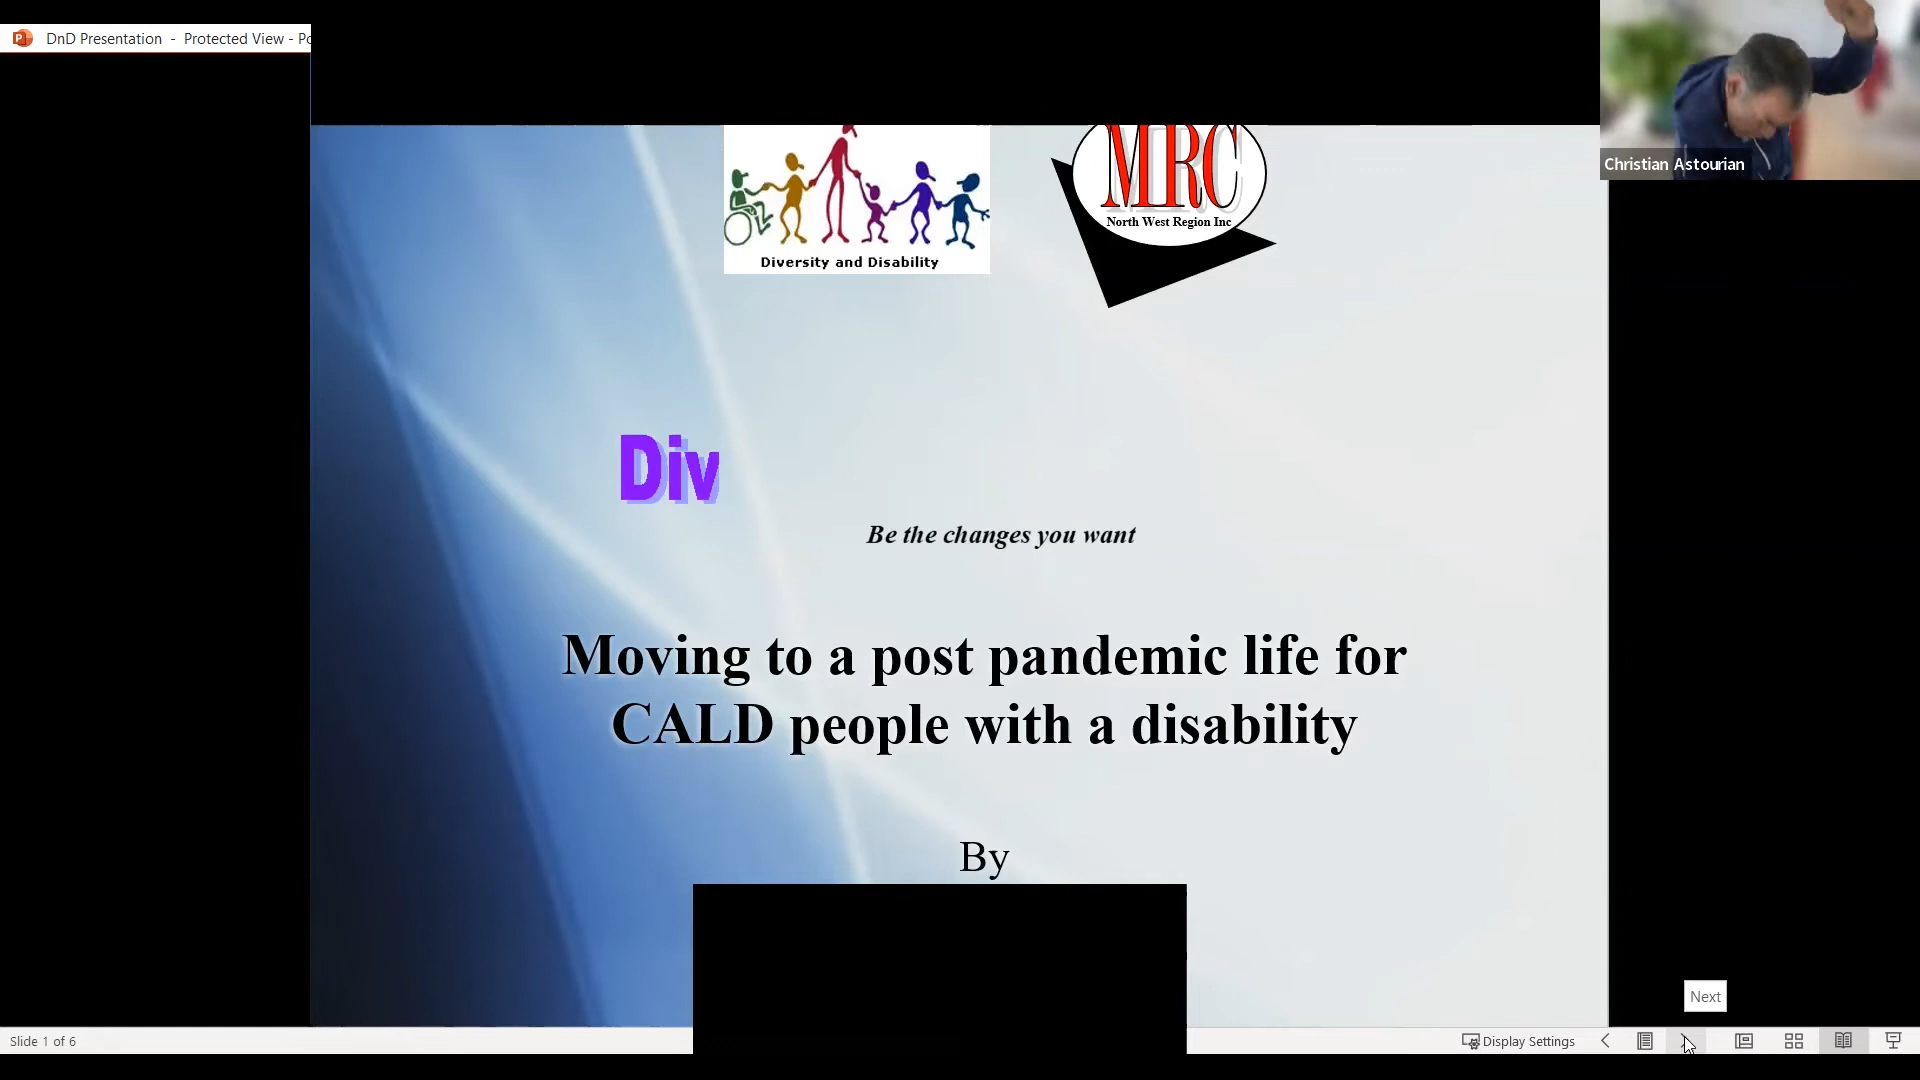 DnD Presentation - Protected View - Po
Christian Astourian
MRC
North West Region Inc
Diversity and Disability
Div
Be the changes you want
Moving to a post pandemic life for
CALD people with a disability
By
Next
Slide 1 of 6
Display Settings